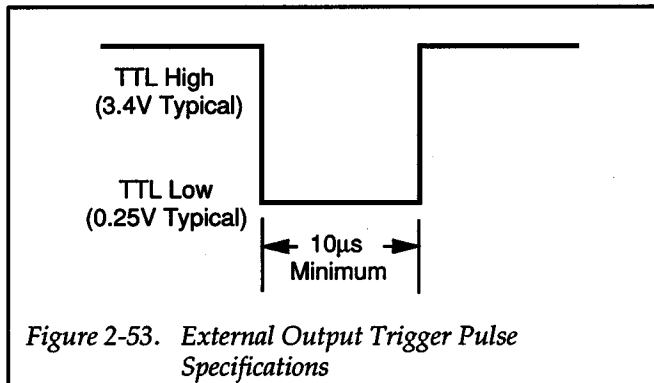 TTL High
(3.4V Typical)
TTL Low
(0.25V Typical)
10µs
Minimum
Figure 2-53. External Output Trigger Pulse
Specifications